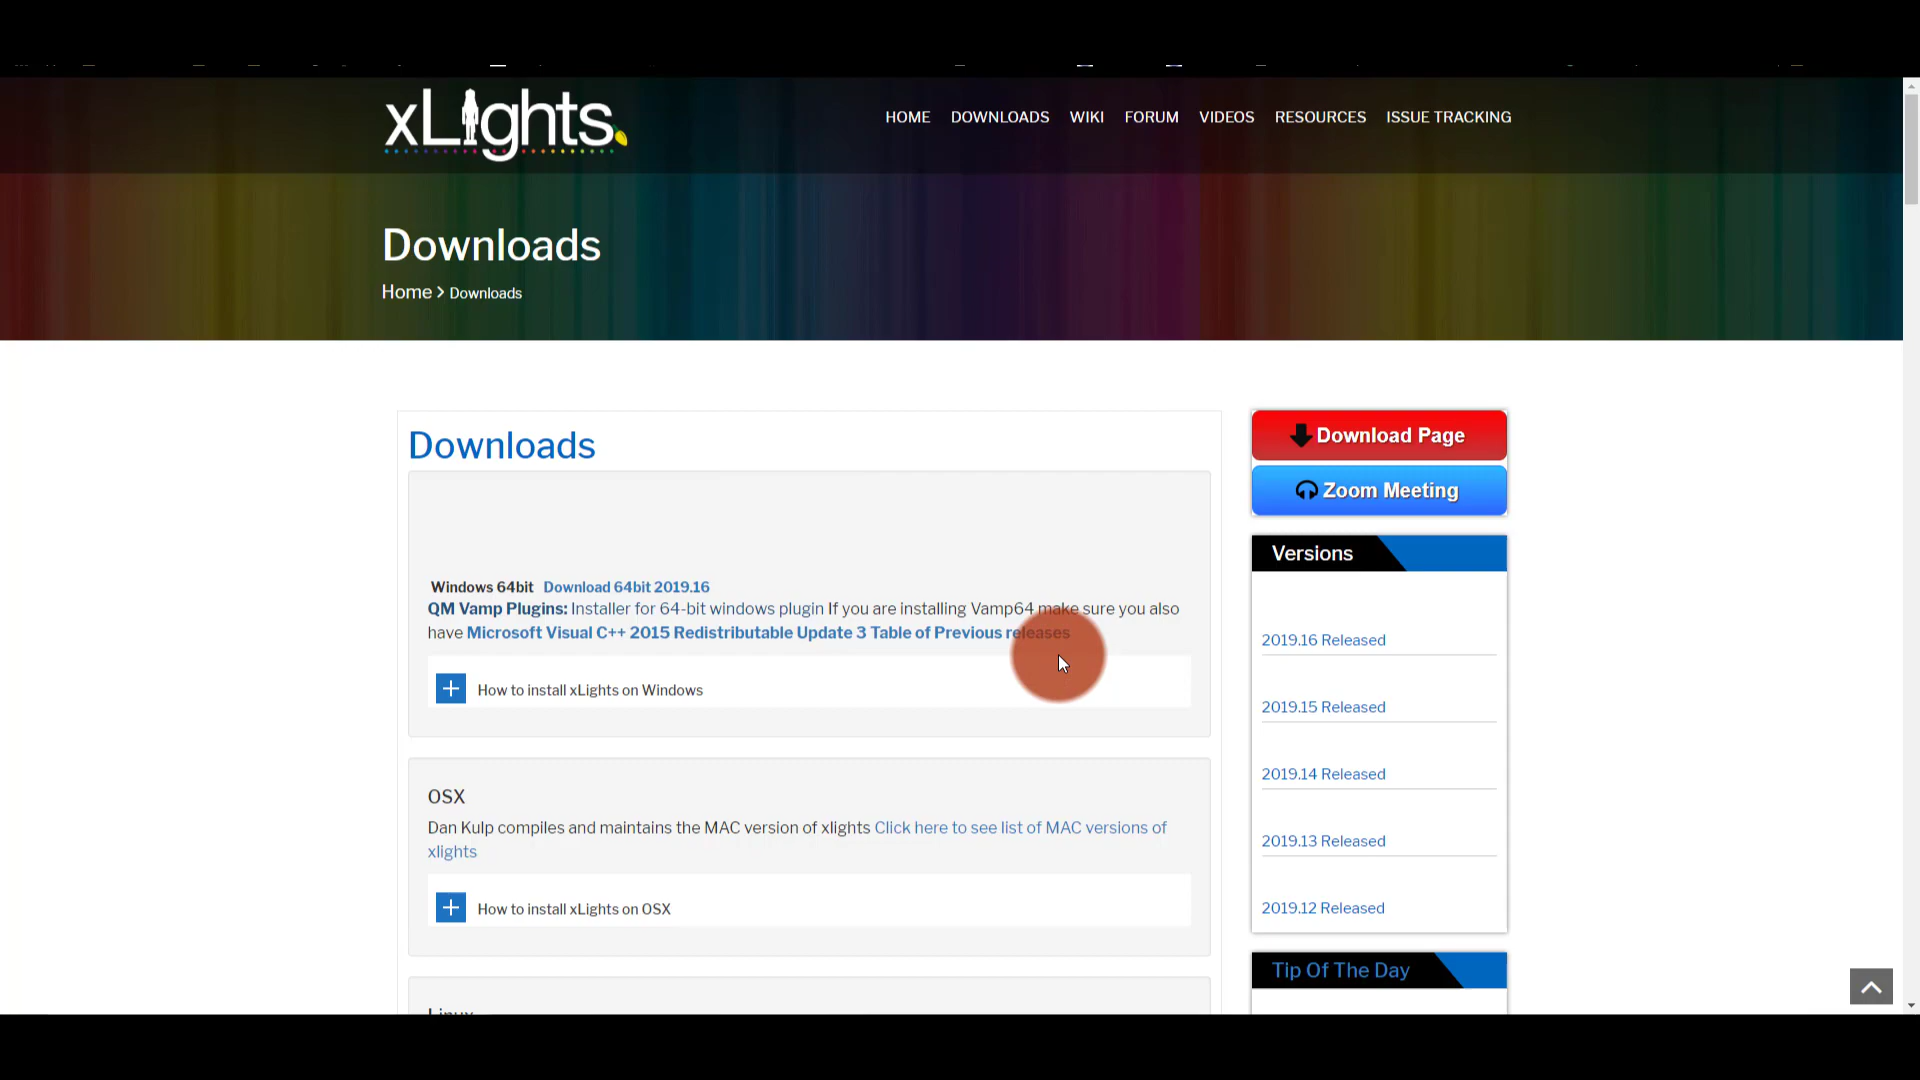 xLights
HOME DOWNLOADS WIKI FORUM VIDEOS RESOURCES ISSUE TRACKING
Downloads
Home > Downloads
Downloads
Windows 64bit Download 64bit 2019.16
QM Vamp Plugins: Installer for 64-bit windows plugin If you are installing Vamp64 make sure you also
have Microsoft Visual C++ 2015 Redistributable Update 3 Table of Previous releases
How to install xLights on Windows
OSX
Dan Kulp compiles and maintains the MAC version of xlights Click here to see list of MAC versions of
xlights
How to install xLights on OSX
Linux
Download Page
Zoom Meeting
Versions
2019.16 Released
2019.15 Released
2019.14 Released
2019.13 Released
2019.12 Released
Tip Of The Day